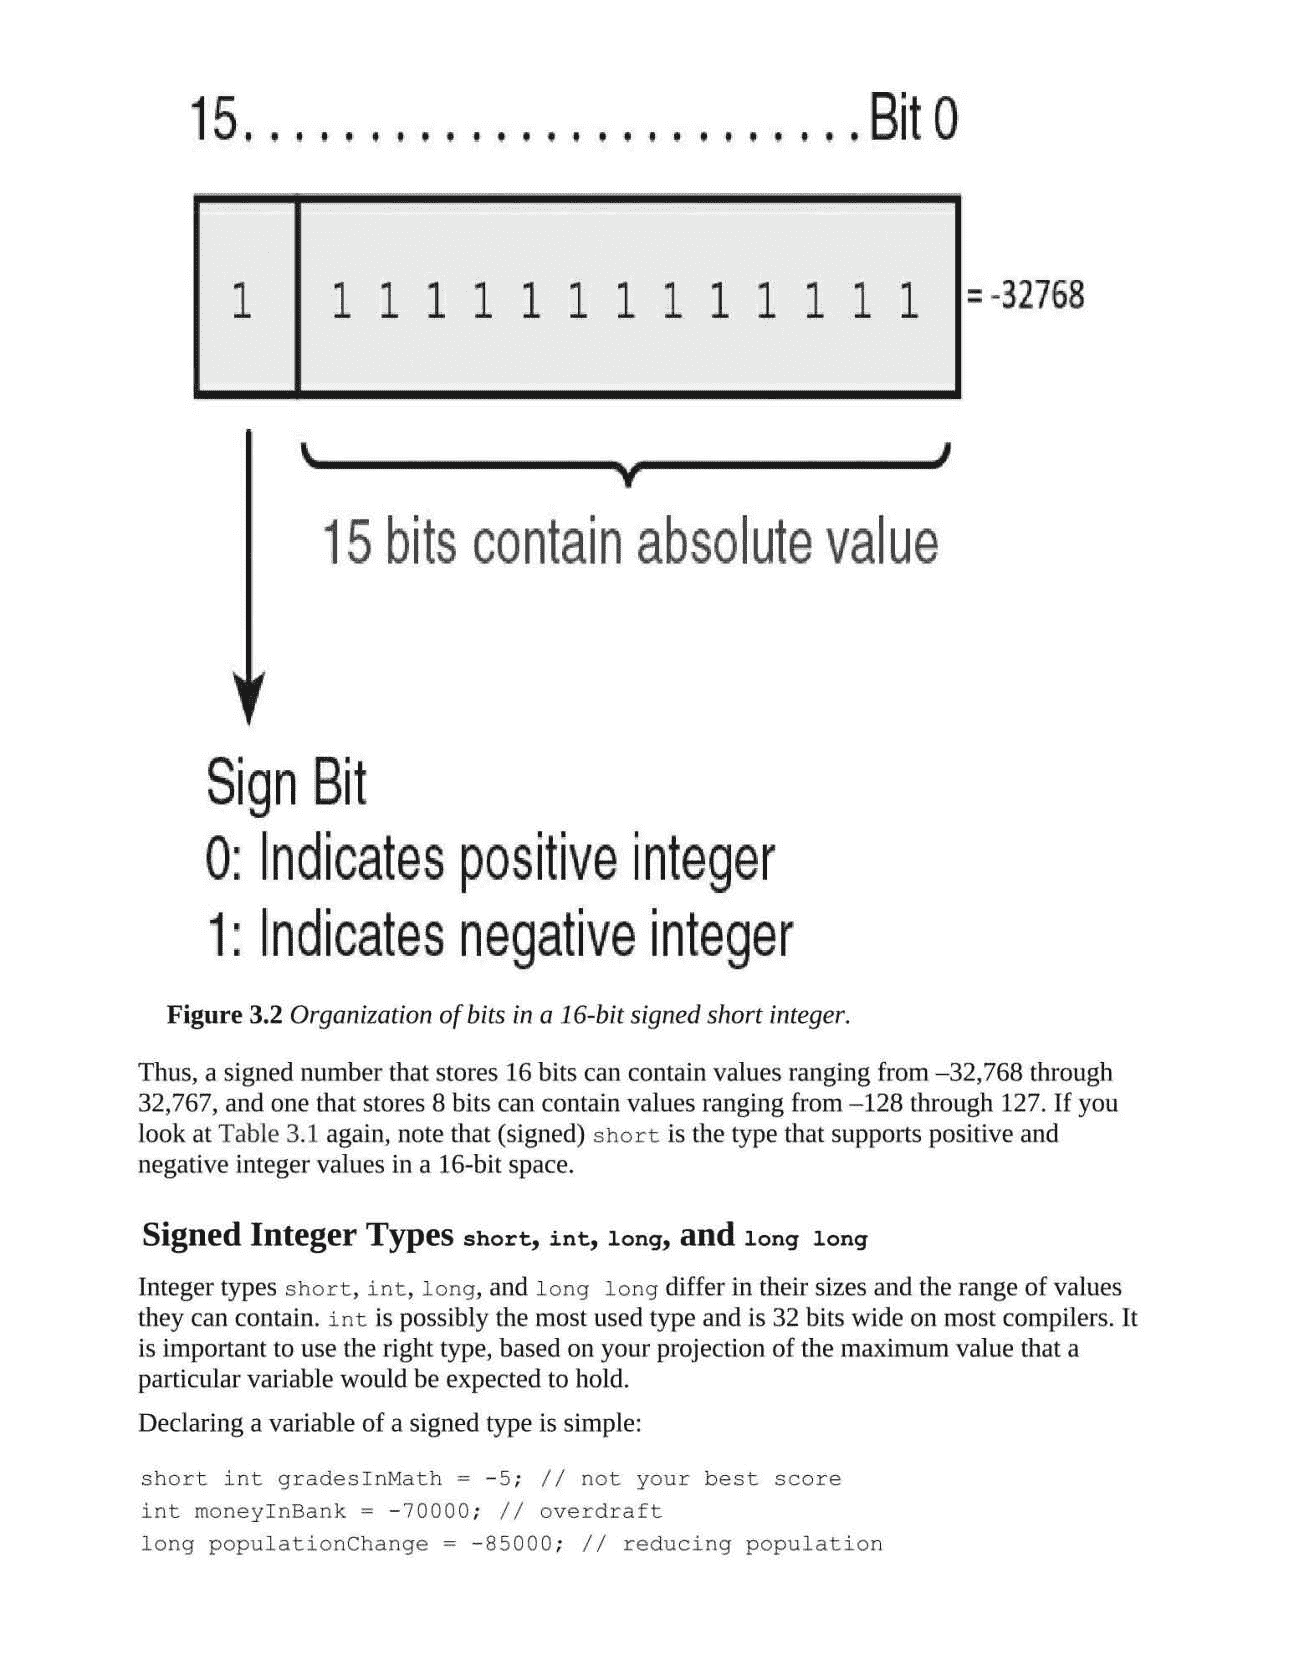 15..........................Bit 0
1 1 1 1 1 1 1 1 1 1 1 1 1 1 = -32768
15 bits contain absolute value
Sign Bit
0: Indicates positive integer
1: Indicates negative integer
Figure 3.2 Organization of bits in a 16-bit signed short integer.
Thus, a signed number that stores 16 bits can contain values ranging from –32,768 through
32,767, and one that stores 8 bits can contain values ranging from –128 through 127. If you
look at Table 3.1 again, note that (signed) short is the type that supports positive and
negative integer values in a 16-bit space.
Signed Integer Types short, int, long, and long long
Integer types short, int, long, and long long differ in their sizes and the range of values
they can contain. int is possibly the most used type and is 32 bits wide on most compilers. It
is important to use the right type, based on your projection of the maximum value that a
particular variable would be expected to hold.
Declaring a variable of a signed type is simple:
short int gradesInMath = -5; // not your best score
int moneyInBank = -70000; // overdraft
long populationChange = -85000; // reducing population